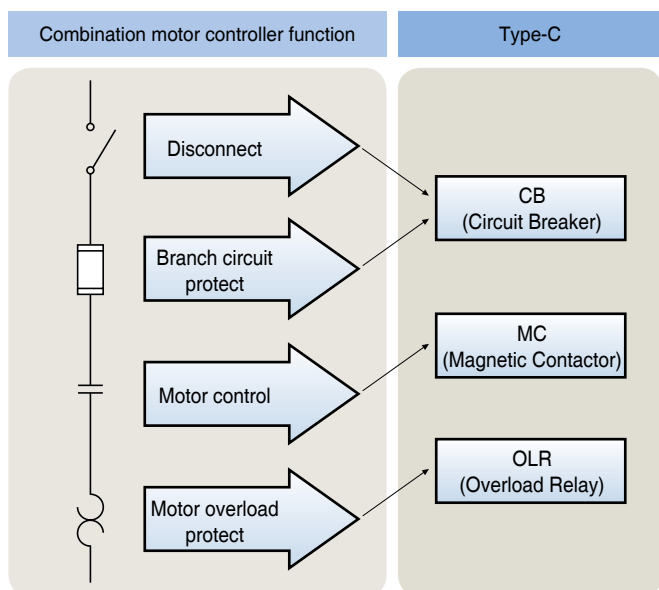 Combination motor controller function
Type-C
Disconnect
Branch circuit
protect
Motor control
Motor overload
protect
CB
(Circuit Breaker)
MC
(Magnetic Contactor)
OLR
(Overload Relay)